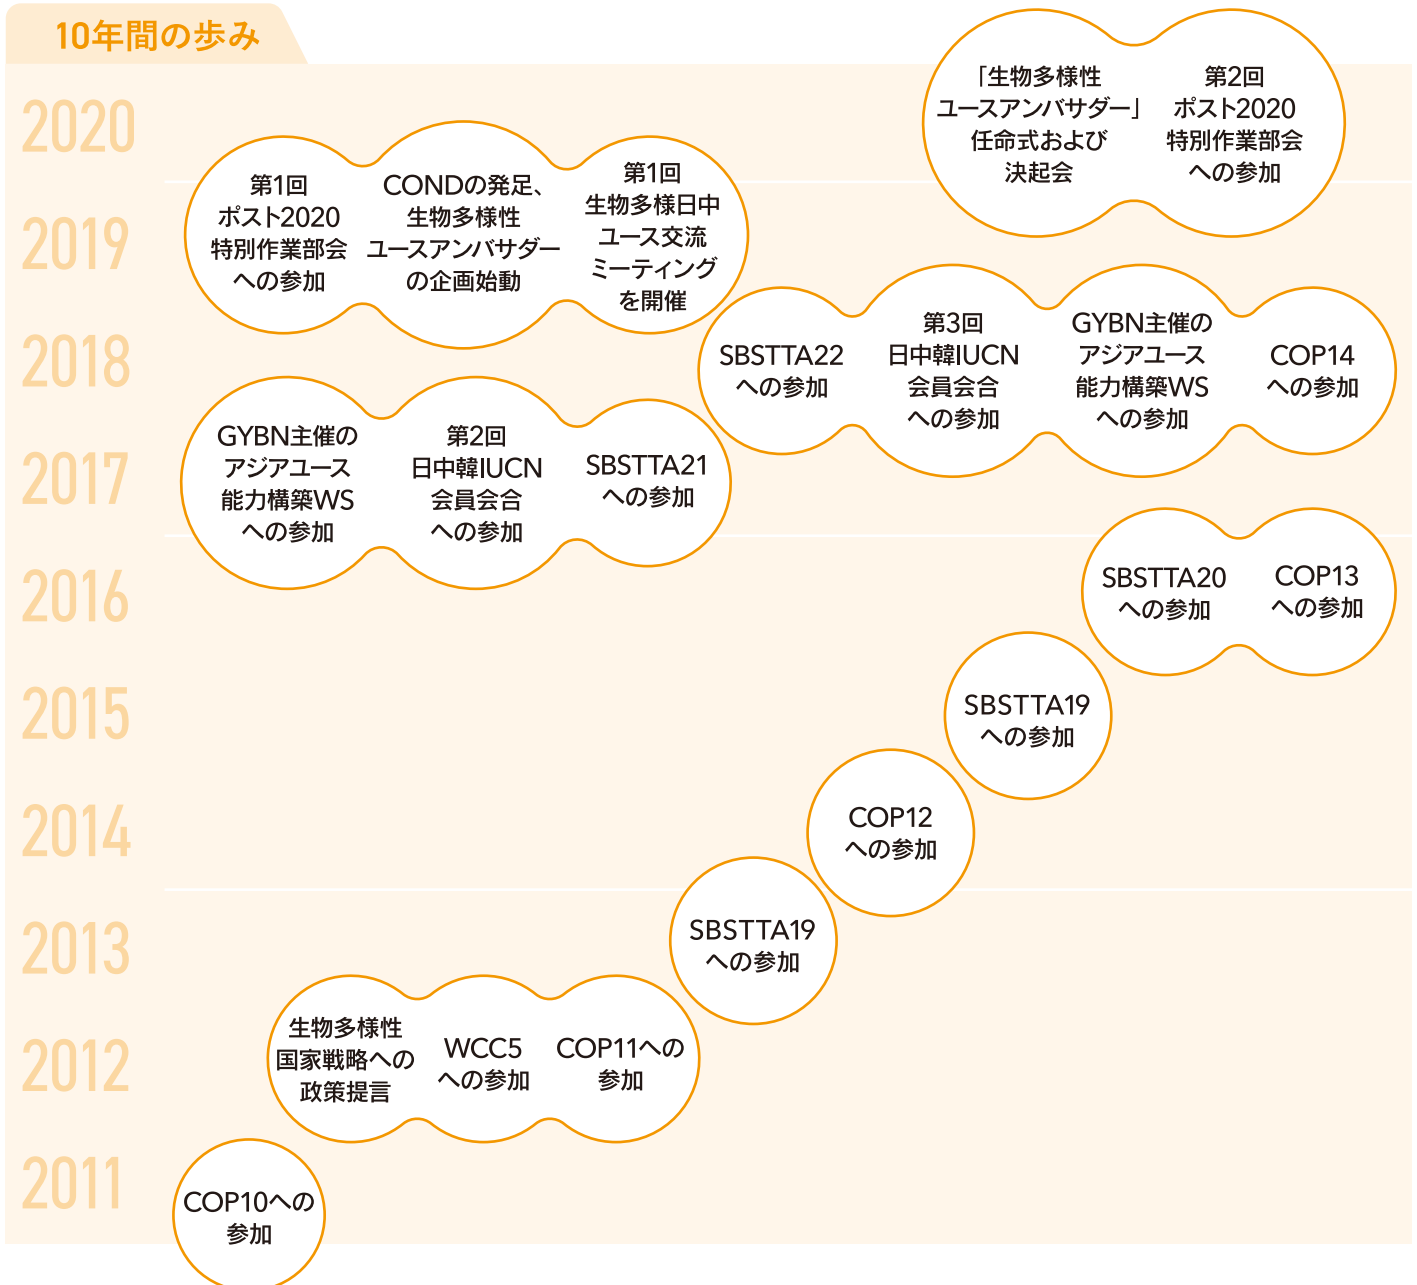 10年間の歩み
2020
「生物多様性
ユースアンバサダー」
任命式および
決起会
第2回
ポスト2020
特別作業部会
への参加
2019
第1回
ポスト2020
特別作業部会
への参加
CONDの発足、
生物多様性
ユースアンバサダー
の企画始動
第1回
生物多様日中
ユース交流
ミーティング
を開催
2018
SBSTTA22
への参加
第3回
日中韓IUCN
会員会合
への参加
GYBN主催の
アジアユース
能力構築WS
への参加
COP14
への参加
2017
GYBN主催の
アジアユース
能力構築WS
への参加
第2回
日中韓IUCN
会員会合
への参加
SBSTTA21
への参加
2016
SBSTTA20
への参加
COP13
への参加
2015
SBSTTA19
への参加
2014
COP12
への参加
2013
SBSTTA19
への参加
2012
生物多様性
国家戦略への
政策提言
WCC5
への参加
COP11への
参加
2011
COP10への
参加